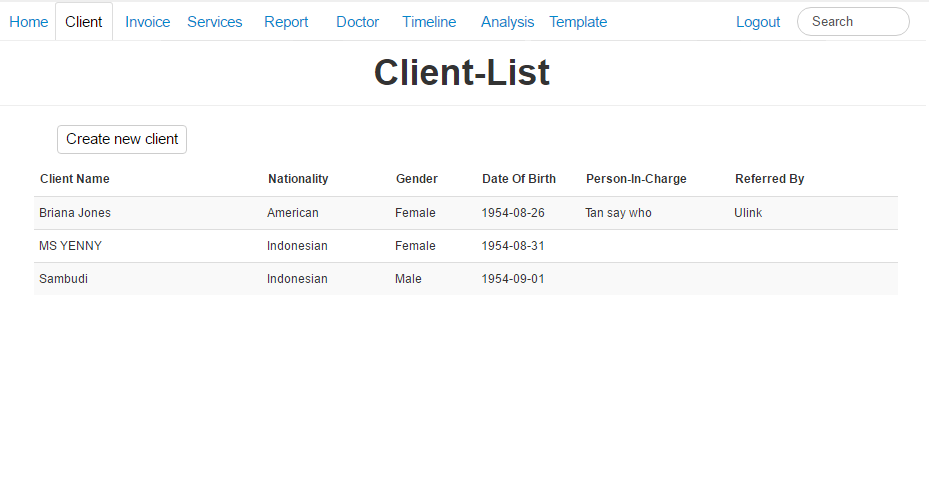 Home Client Invoice Services Report Doctor Timeline Analysis Template Logout Search
Client-List
Create new client
Client Name Nationality Gender Date Of Birth Person-In-Charge Referred By
Briana Jones American Female 1954-08-26 Tan say who Ulink
MS YENNY Indonesian Female 1954-08-31
Sambudi Indonesian Male 1954-09-01